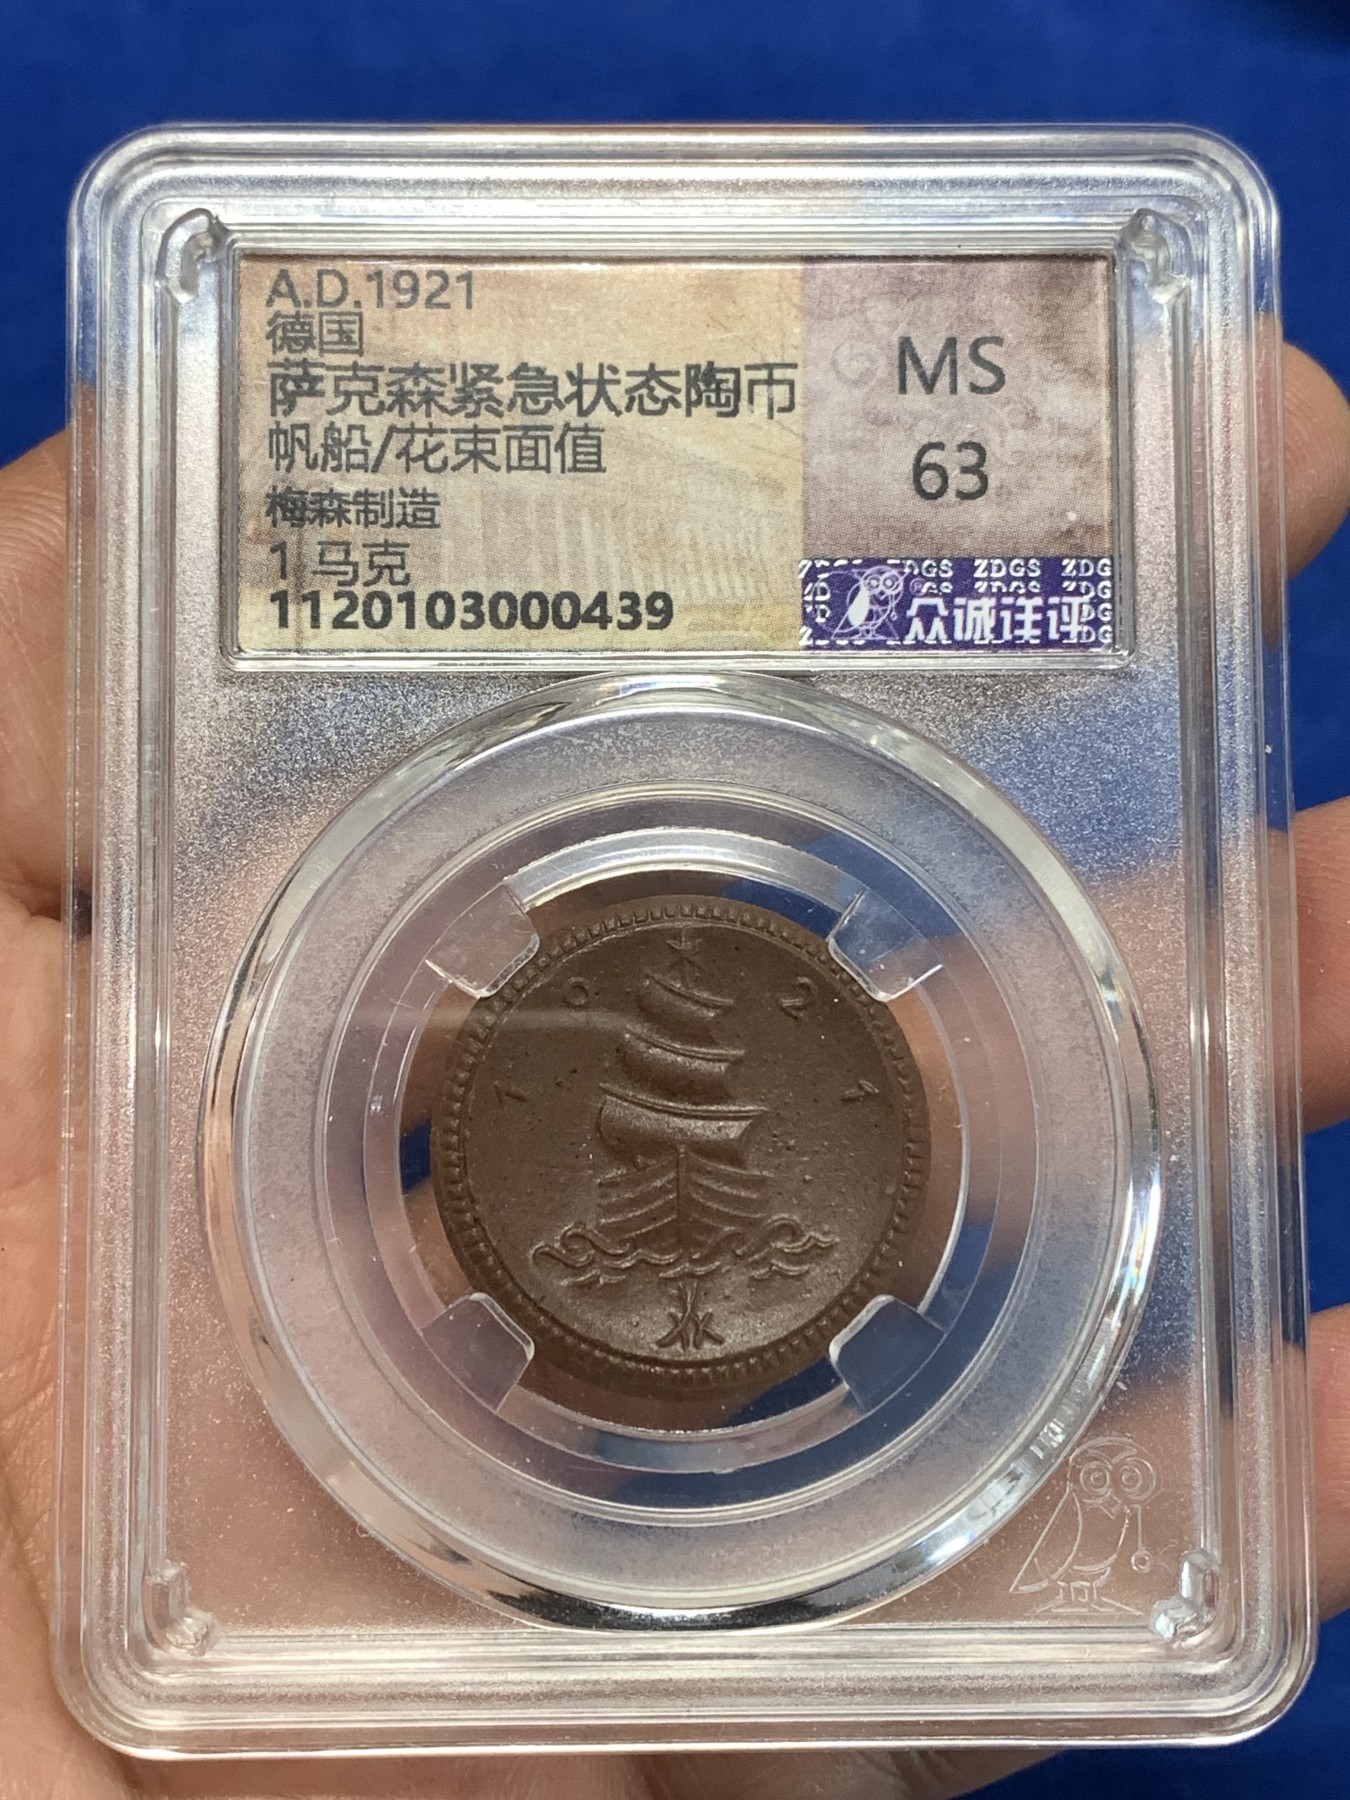 A.D.1921
德国
萨克森紧急状态陶币
帆船/花束面值
梅森制造
1 马克
1120103000439
MS
63
ZDGS ZDGS ZDG
众诚评评
1 9 2 1